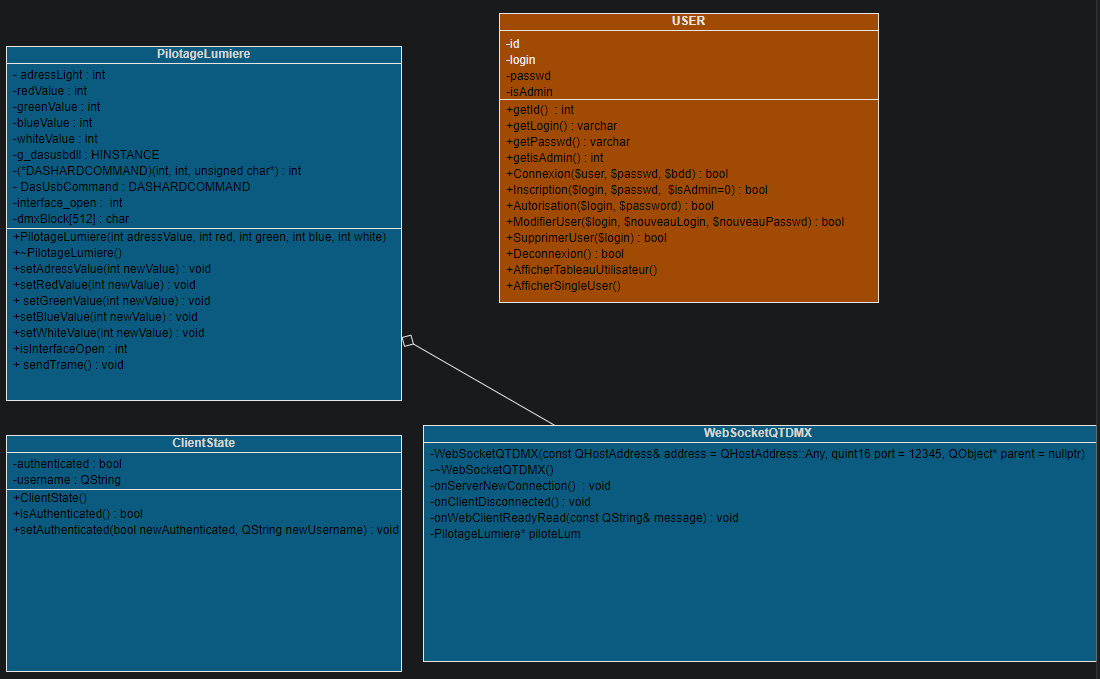 PilotageLumiere
- adressLight : int
-redValue : int
-greenValue : int
-blueValue : int
-whiteValue : int
-g_dasusbdll : HINSTANCE
-(*DASHARDCOMMAND)(int, int, unsigned char*) : int
- DasUsbCommand : DASHARDCOMMAND
-interface_open :  int
-dmxBlock[512] : char
+PilotageLumiere(int adressValue, int red, int green, int blue, int white)
+~PilotageLumiere()
+setAdressValue(int newValue) : void
+setRedValue(int newValue) : void
+ setGreenValue(int newValue) : void
+setBlueValue(int newValue) : void
+setWhiteValue(int newValue) : void
+isInterfaceOpen : int
+ sendTrame() : void
USER
-id
-login
-passwd
-isAdmin
+getId()  : int
+getLogin() : varchar
+getPasswd() : varchar
+getisAdmin() : int
+Connexion($user, $passwd, $bdd) : bool
+Inscription($login, $passwd,  $isAdmin=0) : bool
+Autorisation($login, $password) : bool
+ModifierUser($login, $nouveauLogin, $nouveauPasswd) : bool
+SupprimerUser($login) : bool
+Deconnexion() : bool
+AfficherTableauUtilisateur()
+AfficherSingleUser()
ClientState
-authenticated : bool
-username : QString
+ClientState()
+isAuthenticated() : bool
+setAuthenticated(bool newAuthenticated, QString newUsername) : void
WebSocketQTDMX
-WebSocketQTDMX(const QHostAddress& address = QHostAddress::Any, quint16 port = 12345, QObject* parent = nullptr)
-~WebSocketQTDMX()
-onServerNewConnection()  : void
-onClientDisconnected() : void
-onWebClientReadyRead(const QString& message) : void
-PilotageLumiere* piloteLum